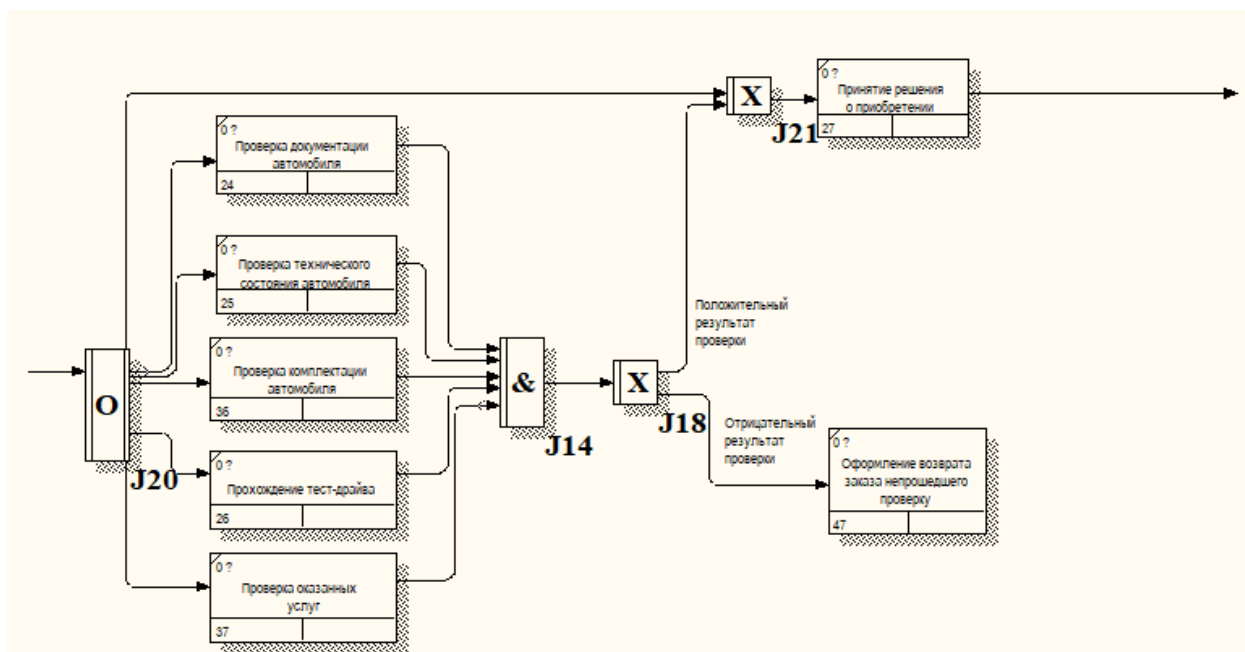 0 ?
Принятие решения
о приобретении
27
X
J21
0 ?
Проверка документации
автомобиля
24
0 ?
Проверка технического
состояния автомобиля
25
Положительный
результат
проверки
0 ?
Проверка комплектации
автомобиля
36
O
J20
&
J14
X
J18
Отрицательный
результат
проверки
0 ?
Оформление возврата
заказа непрошедшего
проверку
47
0 ?
Прохождение тест-драйва
26
0 ?
Проверка оказанных
услуг
37